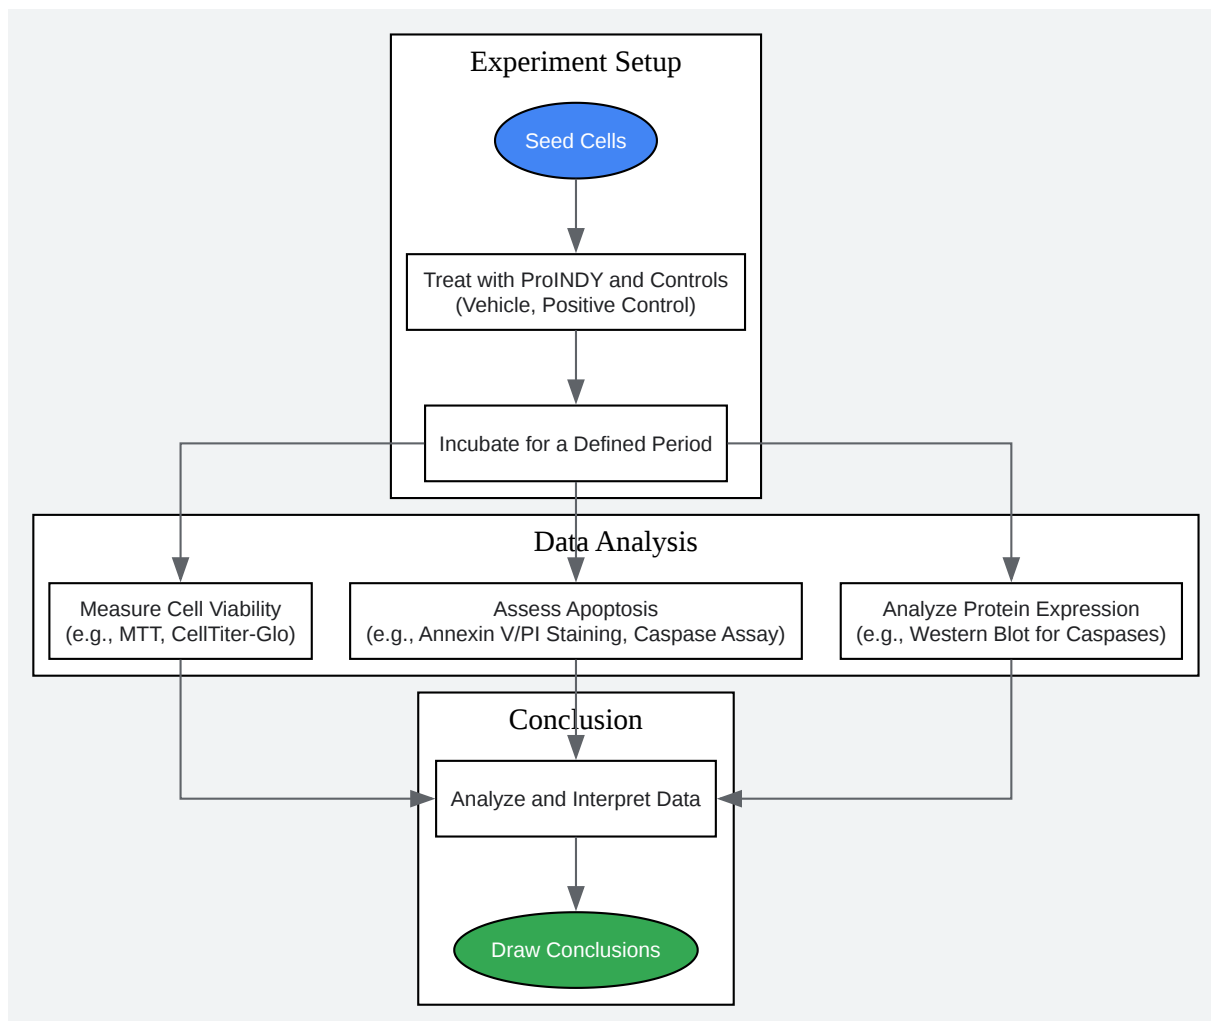 Experiment Setup
Seed Cells
Treat with ProINDY and Controls
(Vehicle, Positive Control)
Incubate for a Defined Period
Data Analysis
Measure Cell Viability
(e.g., MTT, CellTiter-Glo)
Assess Apoptosis
(e.g., Annexin V/PI Staining, Caspase Assay)
Analyze Protein Expression
(e.g., Western Blot for Caspases)
Conclusion
Analyze and Interpret Data
Draw Conclusions